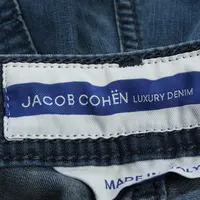 JACOB COHËN LUXURY DENIM
MADE IN ITALY